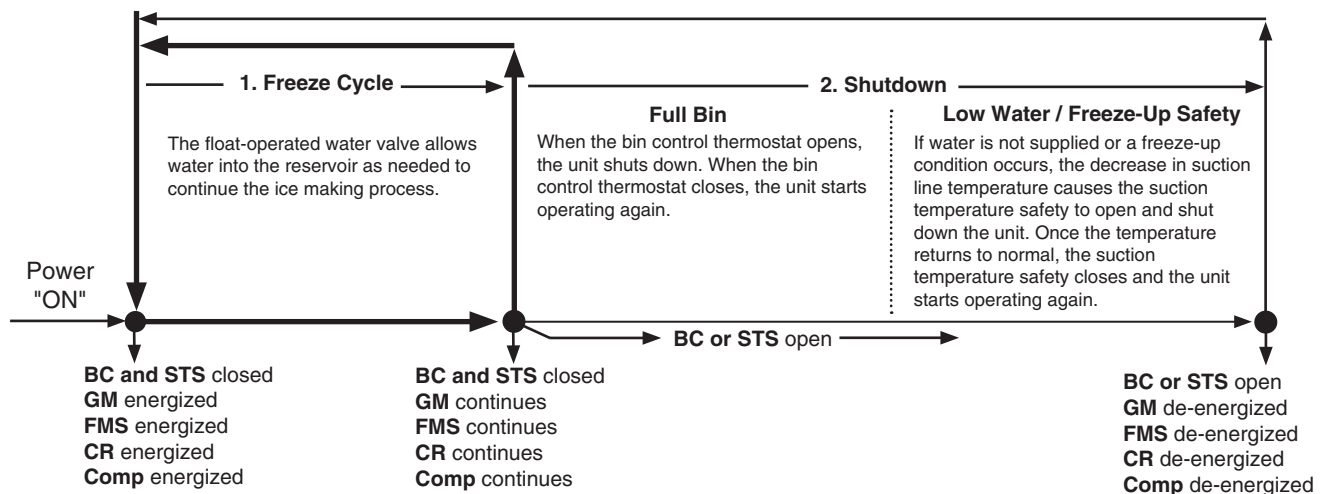 1. Freeze Cycle
2. Shutdown
The float-operated water valve allows
water into the reservoir as needed to
continue the ice making process.
Full Bin
When the bin control thermostat opens,
the unit shuts down. When the bin
control thermostat closes, the unit starts
operating again.
Low Water / Freeze-Up Safety
If water is not supplied or a freeze-up
condition occurs, the decrease in suction
line temperature causes the suction
temperature safety to open and shut
down the unit. Once the temperature
returns to normal, the suction
temperature safety closes and the unit
starts operating again.
Power
"ON"
BC or STS open
BC and STS closed
GM energized
FMS energized
CR energized
Comp energized
BC and STS closed
GM continues
FMS continues
CR continues
Comp continues
BC or STS open
GM de-energized
FMS de-energized
CR de-energized
Comp de-energized